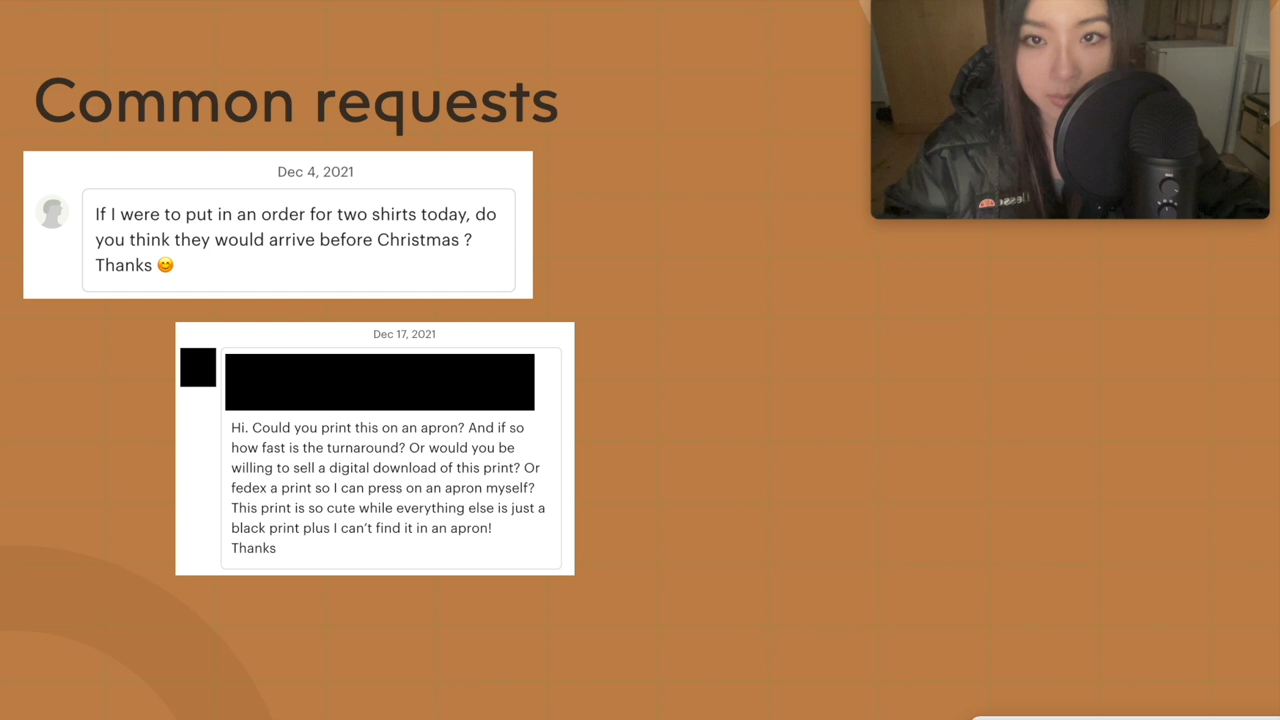 Common requests
Dec 4, 2021
If I were to put in an order for two shirts today, do
you think they would arrive before Christmas ?
Thanks 😊
Dec 17, 2021
Hi. Could you print this on an apron? And if so
how fast is the turnaround? Or would you be
willing to sell a digital download of this print? Or
fedex a print so I can press on an apron myself?
This print is so cute while everything else is just a
black print plus I can’t find it in an apron!
Thanks